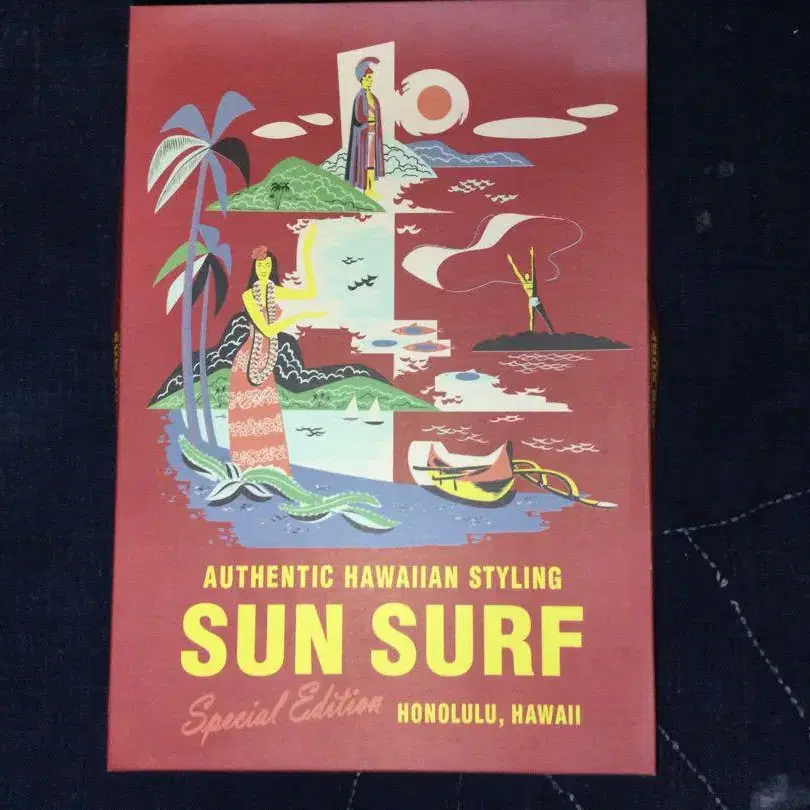 AUTHENTIC HAWAIIAN STYLING
SUN SURF
Special Edition HONOLULU, HAWAII